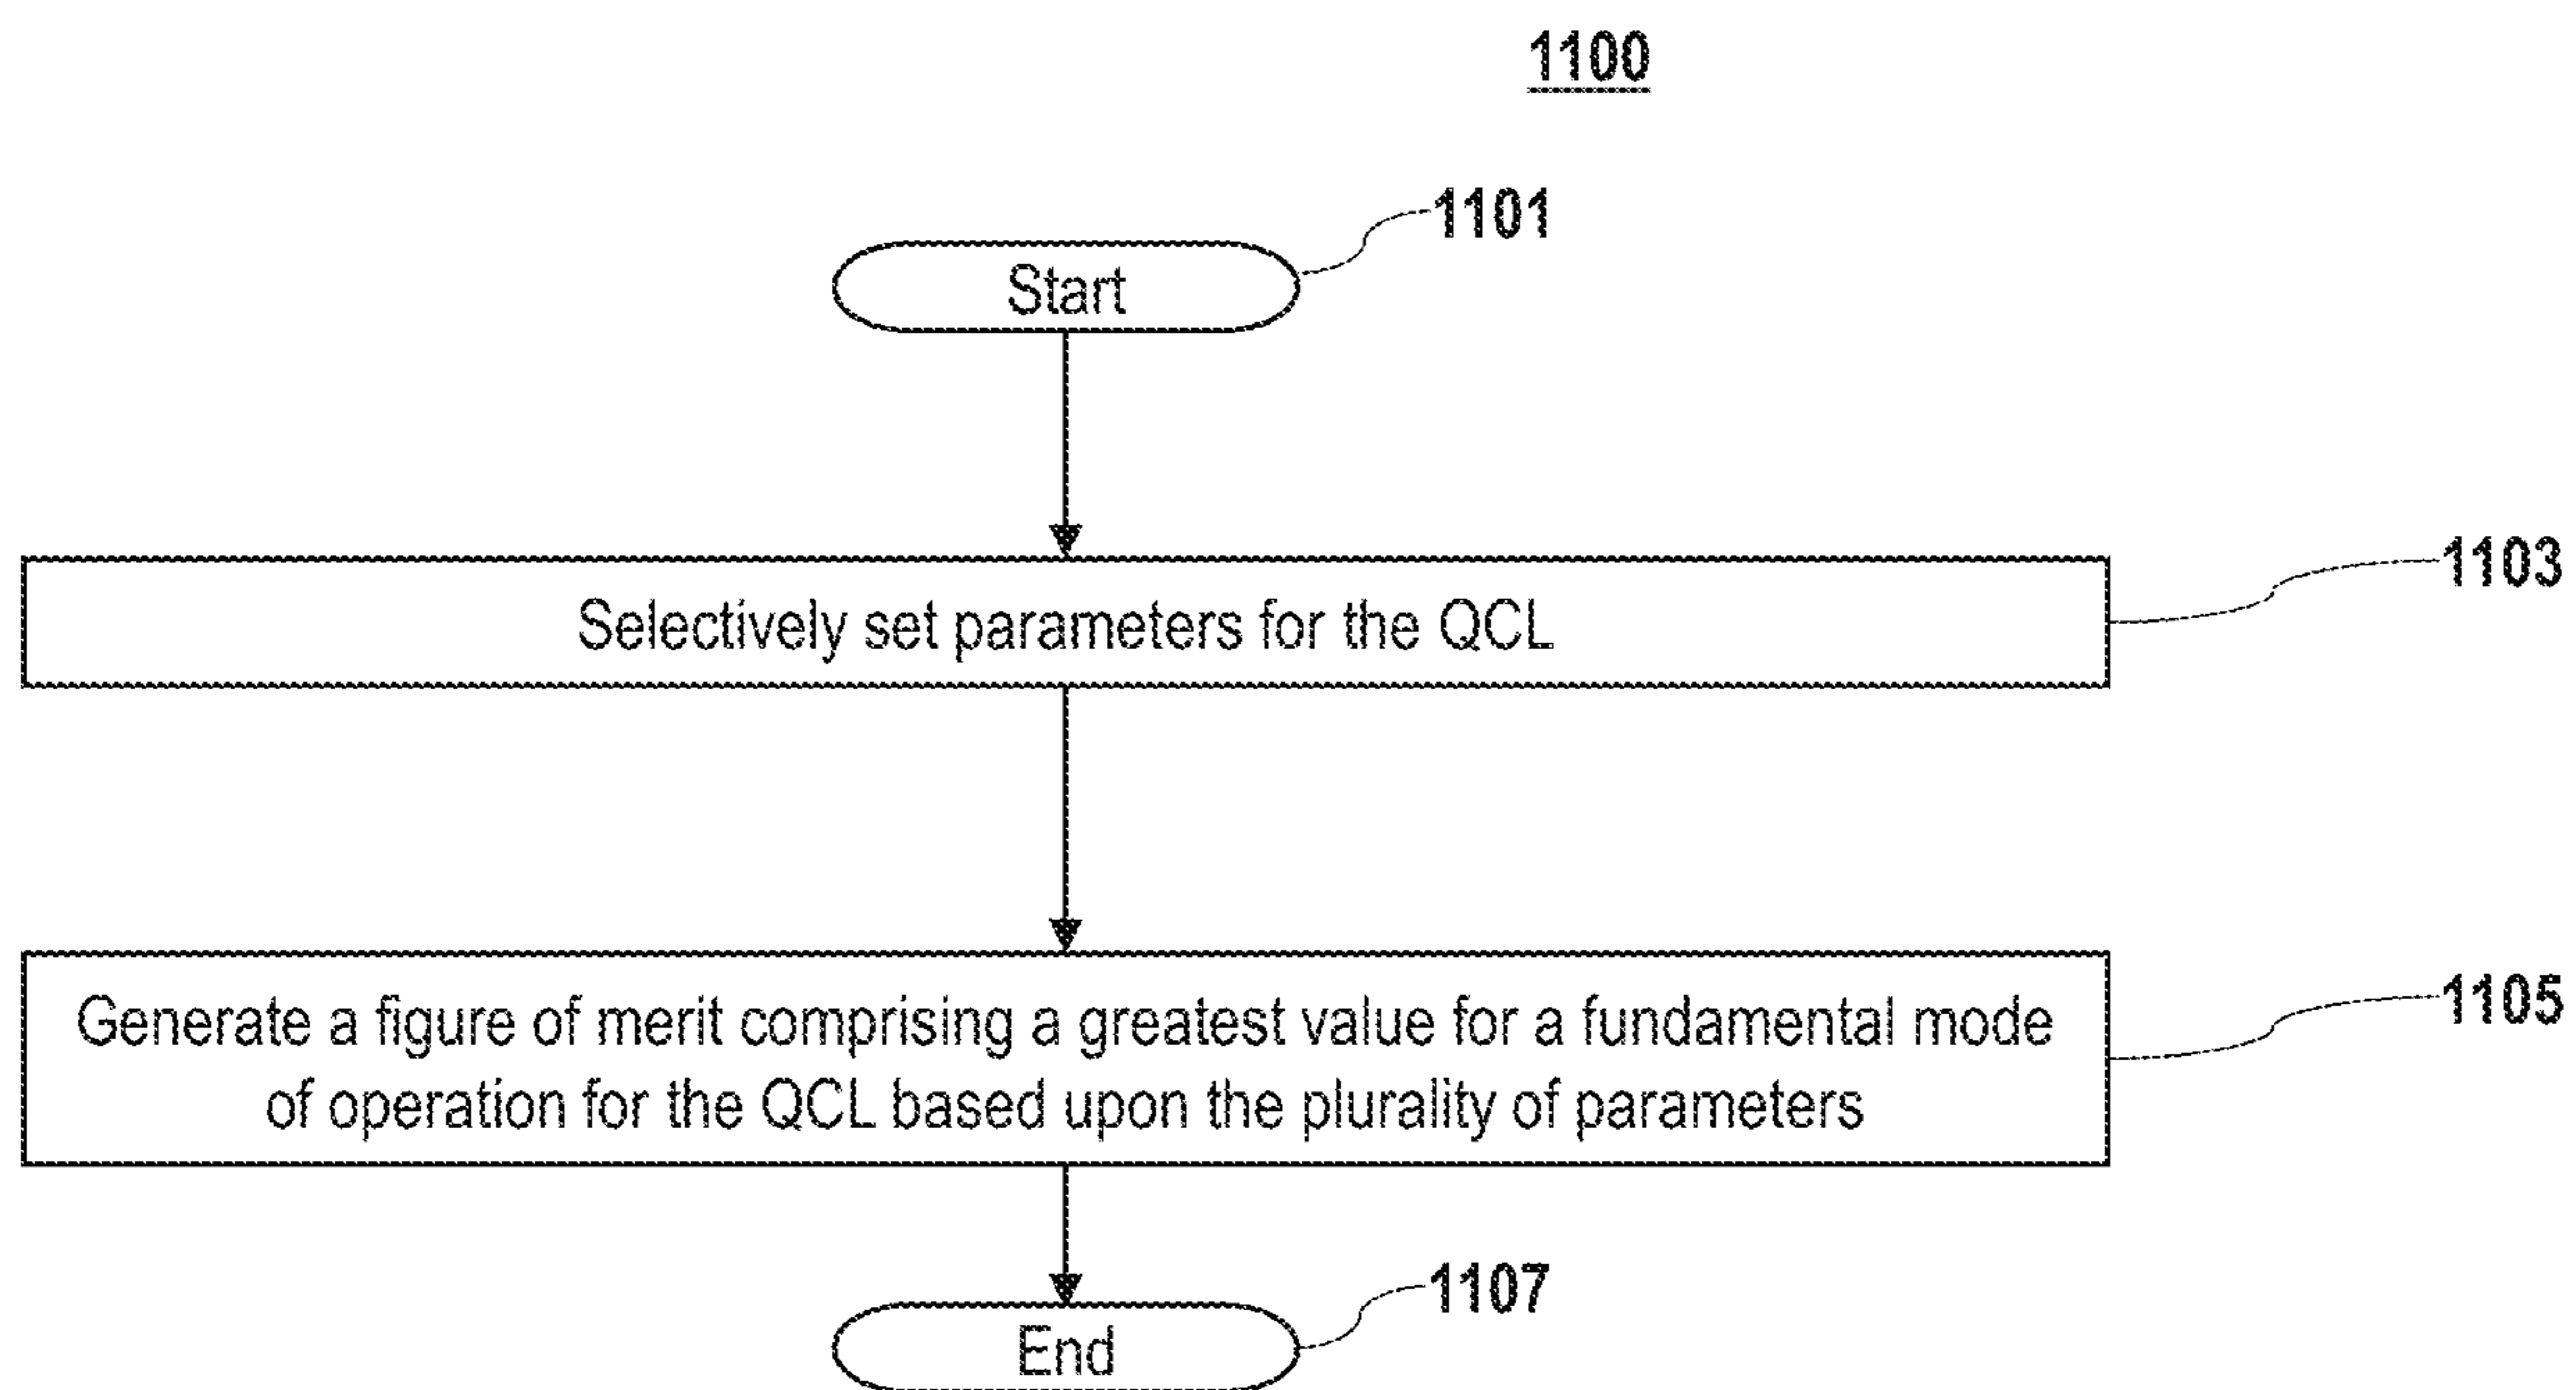 1100
1101
Start
1103
Selectively set parameters for the QCL
1105
Generate a figure of merit comprising a greatest value for a fundamental mode
of operation for the QCL based upon the plurality of parameters
1107
End